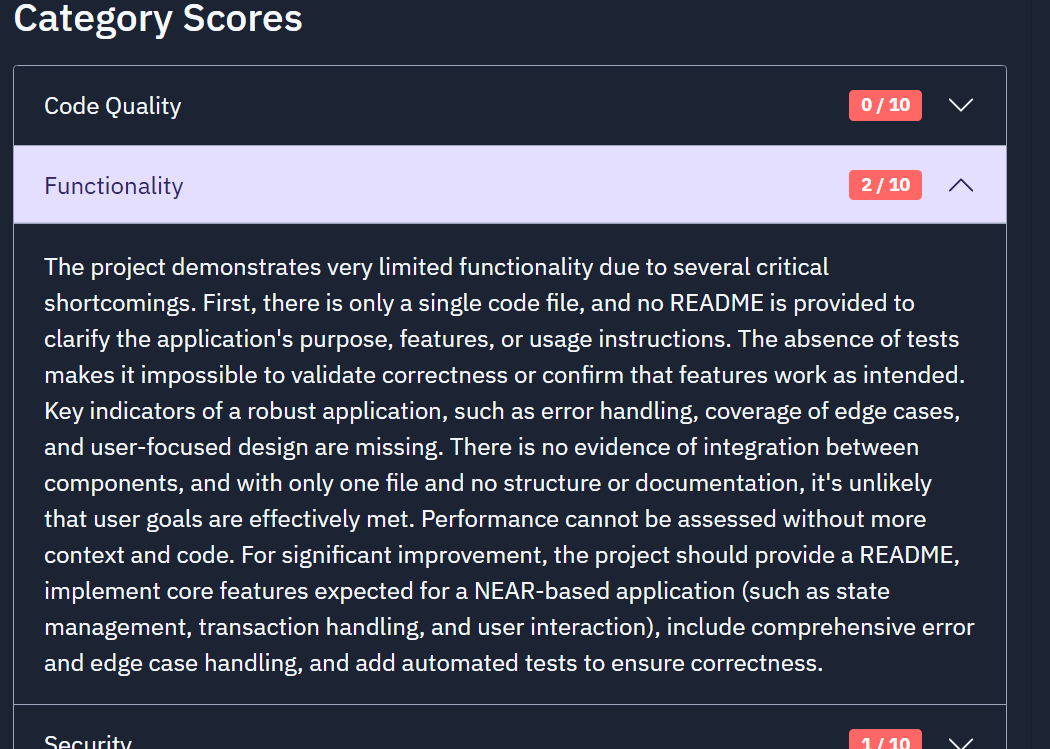 Category Scores
Code Quality
0 / 10
Functionality
2 / 10
The project demonstrates very limited functionality due to several critical
shortcomings. First, there is only a single code file, and no README is provided to
clarify the application's purpose, features, or usage instructions. The absence of tests
makes it impossible to validate correctness or confirm that features work as intended.
Key indicators of a robust application, such as error handling, coverage of edge cases,
and user-focused design are missing. There is no evidence of integration between
components, and with only one file and no structure or documentation, it's unlikely
that user goals are effectively met. Performance cannot be assessed without more
context and code. For significant improvement, the project should provide a README,
implement core features expected for a NEAR-based application (such as state
management, transaction handling, and user interaction), include comprehensive error
and edge case handling, and add automated tests to ensure correctness.
Security
1 / 10